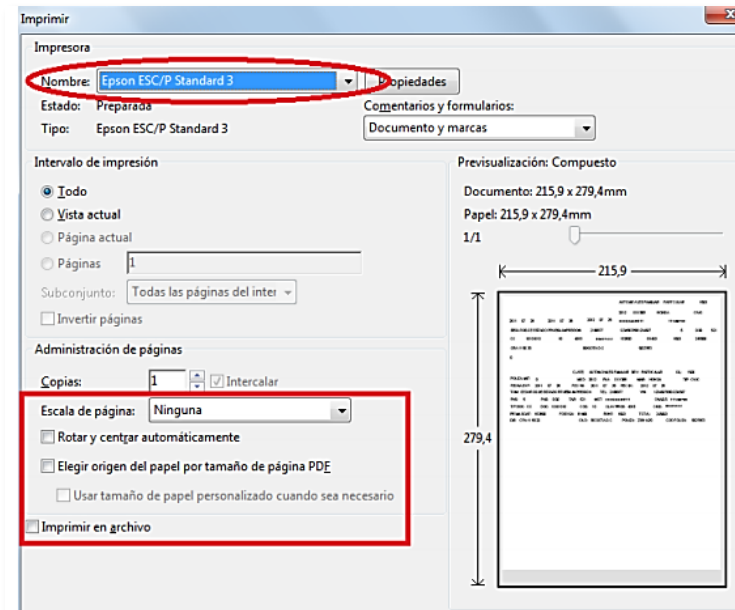 Imprimir
Impresora
Nombre: Epson ESC/P Standard 3 Propiedades
Estado: Preparada Comentarios y formularios:
Tipo: Epson ESC/P Standard 3 Documento y marcas
Intervalo de impresión
Todo
Vista actual
Página actual
Páginas 1
Subconjunto: Todas las páginas del inter
Invertir páginas
Administración de páginas
Copias: 1 Intercalar
Escala de página: Ninguna
Rotar y centrar automáticamente
Elegir origen del papel por tamaño de página PDF
Usar tamaño de papel personalizado cuando sea necesario
Imprimir en archivo
Previsualización: Compuesto
Documento: 215,9 x 279,4mm
Papel: 215,9 x 279,4mm
1/1
215,9
279,4